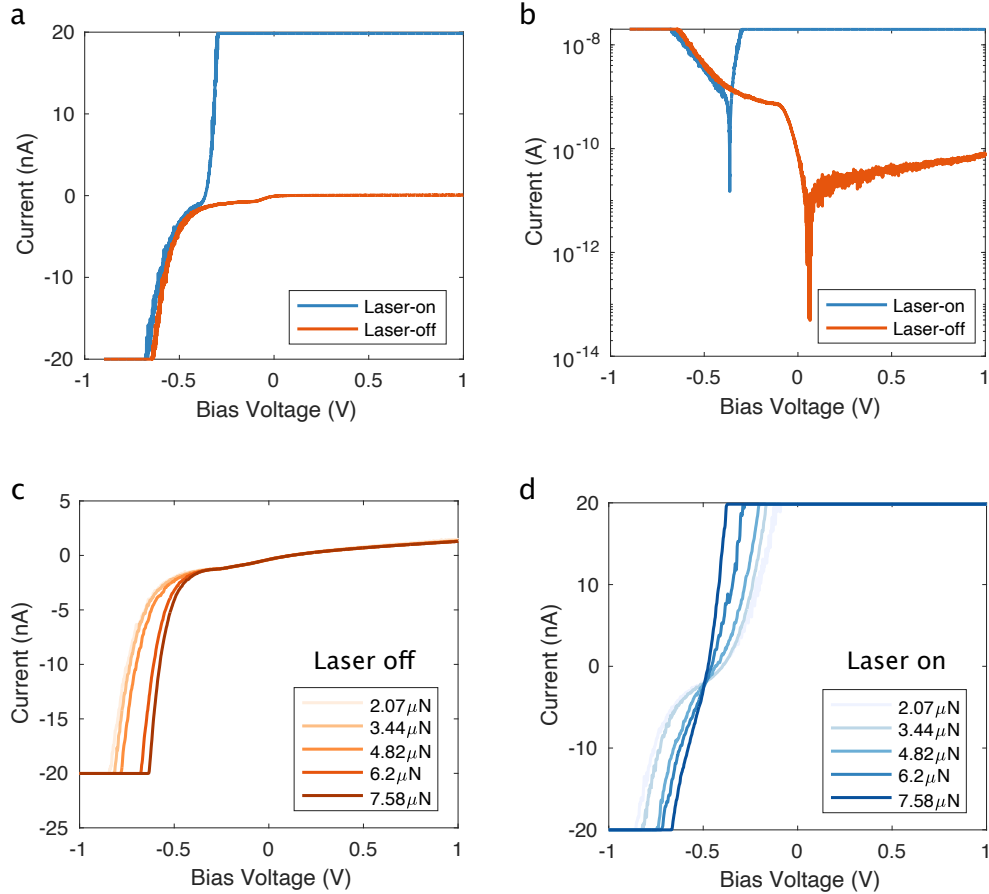 a
20
10
0
-10
-20
Current (nA)
-1
-0.5
0
0.5
1
Bias Voltage (V)
Laser-on
Laser-off
b
10-8
10-10
10-12
10-14
Current (A)
-1
-0.5
0
0.5
1
Bias Voltage (V)
Laser-on
Laser-off
c
5
0
-5
-10
-15
-20
-25
Current (nA)
-1
-0.5
0
0.5
1
Bias Voltage (V)
Laser off
2.07μN
3.44μN
4.82μN
6.2μN
7.58μN
d
20
10
0
-10
-20
Current (nA)
-1
-0.5
0
0.5
1
Bias Voltage (V)
Laser on
2.07μN
3.44μN
4.82μN
6.2μN
7.58μN